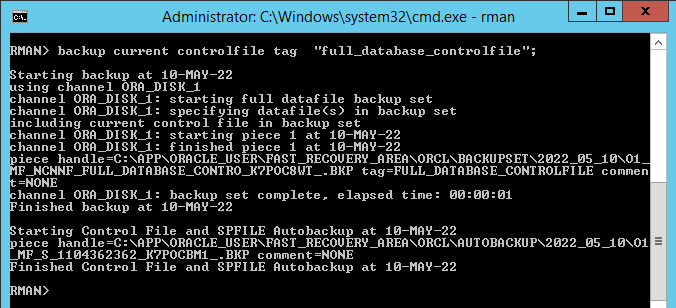 Administrator: C:\Windows\system32\cmd.exe - rman
RMAN> backup current controlfile tag  "full_database_controlfile";
Starting backup at 10-MAY-22
using channel ORA_DISK_1
channel ORA_DISK_1: starting full datafile backup set
channel ORA_DISK_1: specifying datafile(s) in backup set
including current control file in backup set
channel ORA_DISK_1: starting piece 1 at 10-MAY-22
channel ORA_DISK_1: finished piece 1 at 10-MAY-22
piece handle=C:\APP\ORACLE_USER\FAST_RECOVERY_AREA\ORCL\BACKUPSET\2022_05_10\O1_
MF_NCNNF_FULL_DATABASE_CONTRO_K7POC8WT_.BKP tag=FULL_DATABASE_CONTROLFILE commen
t=NONE
channel ORA_DISK_1: backup set complete, elapsed time: 00:00:01
Finished backup at 10-MAY-22
Starting Control File and SPFILE Autobackup at 10-MAY-22
piece handle=C:\APP\ORACLE_USER\FAST_RECOVERY_AREA\ORCL\AUTOBACKUP\2022_05_10\O1
_MF_S_1104362362_K7POCBM1_.BKP comment=NONE
Finished Control File and SPFILE Autobackup at 10-MAY-22
RMAN>